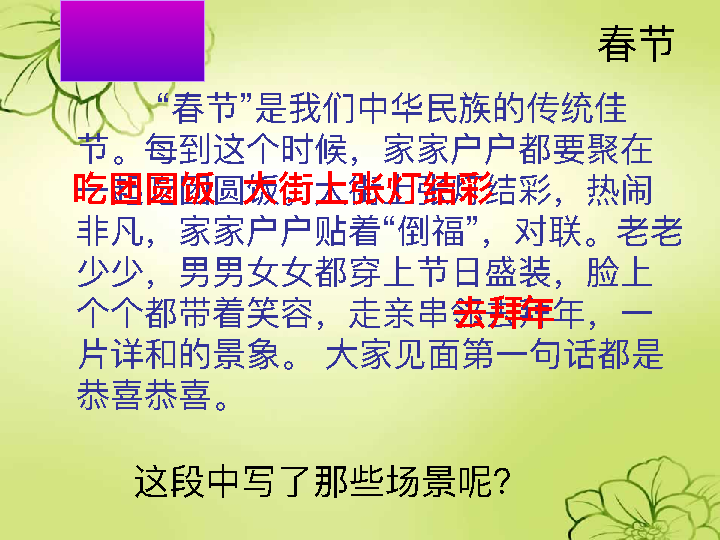 春节
“春节”是我们中华民族的传统佳
节。每到这个时候，家家户户都要聚在
一起吃团圆饭。大街上张灯结彩，热闹
吃团圆饭 大街上张灯结彩
非凡，家家户户贴着“倒福”，对联。老老
少少，男男女女都穿上节日盛装，脸上
个个都带着笑容，走亲串邻去拜年，一
去拜年
片详和的景象。 大家见面第一句话都是
恭喜恭喜。
这段中写了那些场景呢?